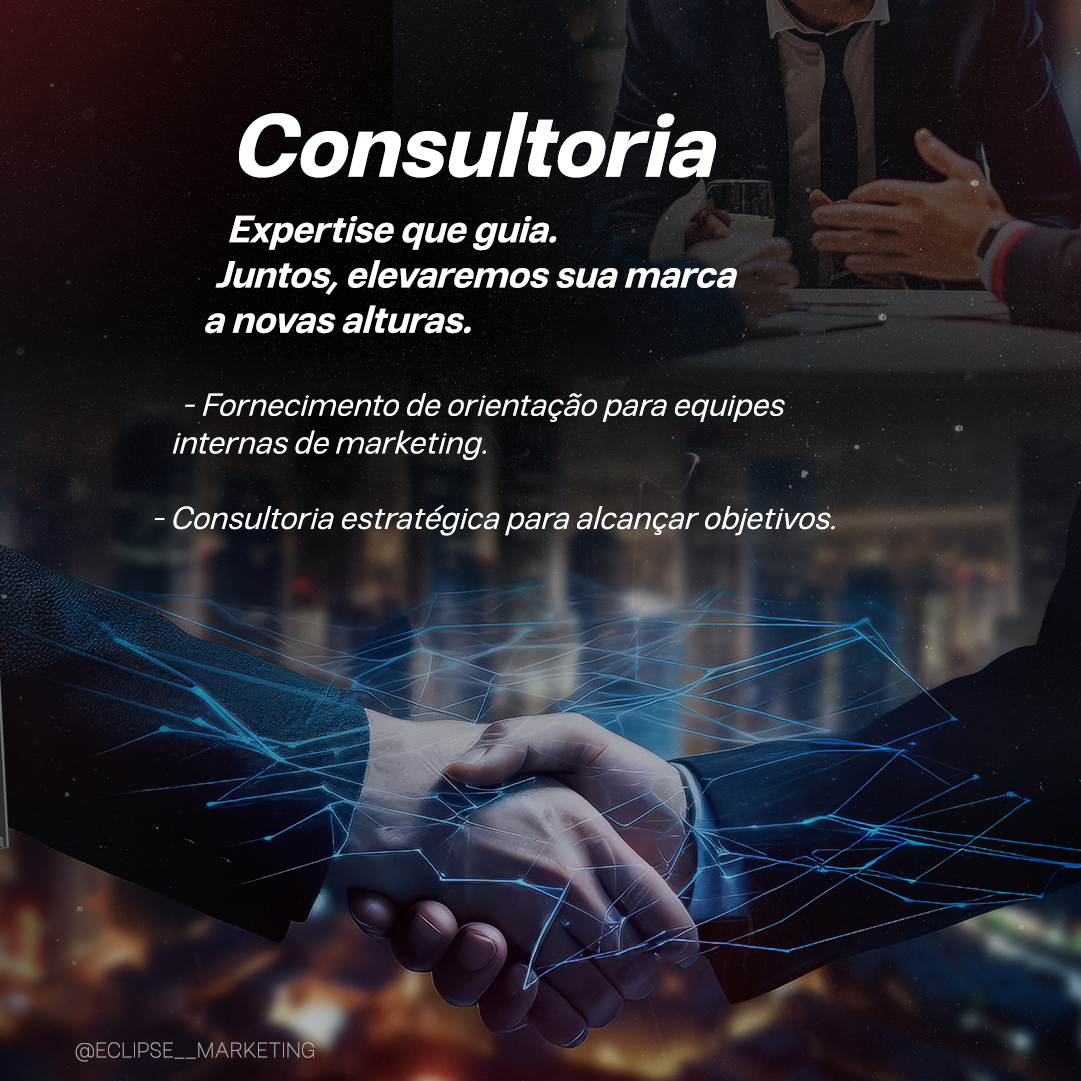 Consultoria
Expertise que guia.
Juntos, elevaremos sua marca
a novas alturas.
- Fornecimento de orientação para equipes
internas de marketing.
- Consultoria estratégica para alcançar objetivos.
@ECLIPSE__MARKETING